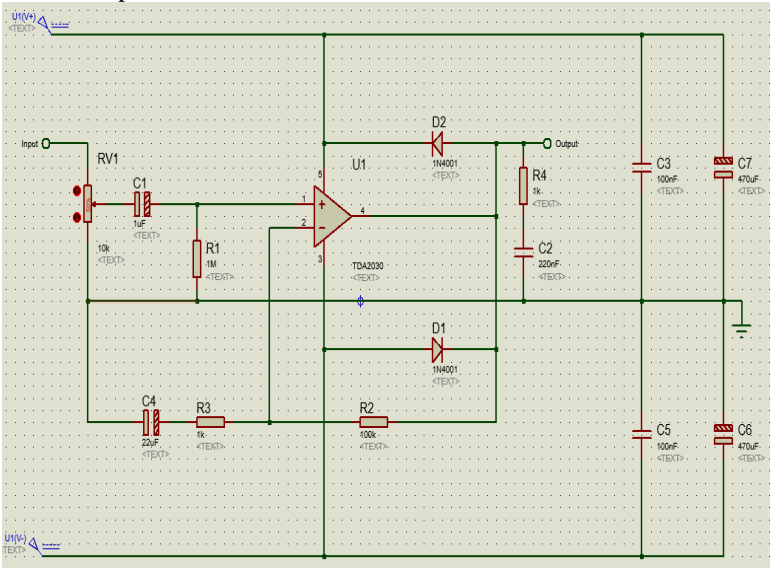 U1(V+)
<TEXT>
Input
RV1
50%
10k
<TEXT>
C1
1uF
<TEXT>
R1
1M
<TEXT>
5
1
2
3
4
U1
TDA2030
<TEXT>
D2
1N4001
<TEXT>
Output
R4
1k
<TEXT>
C2
220nF
<TEXT>
C3
100nF
<TEXT>
C7
470uF
<TEXT>
D1
1N4001
<TEXT>
C4
22uF
<TEXT>
R3
1k
<TEXT>
R2
100k
<TEXT>
C5
100nF
<TEXT>
C6
470uF
<TEXT>
U1(V-)
<TEXT>